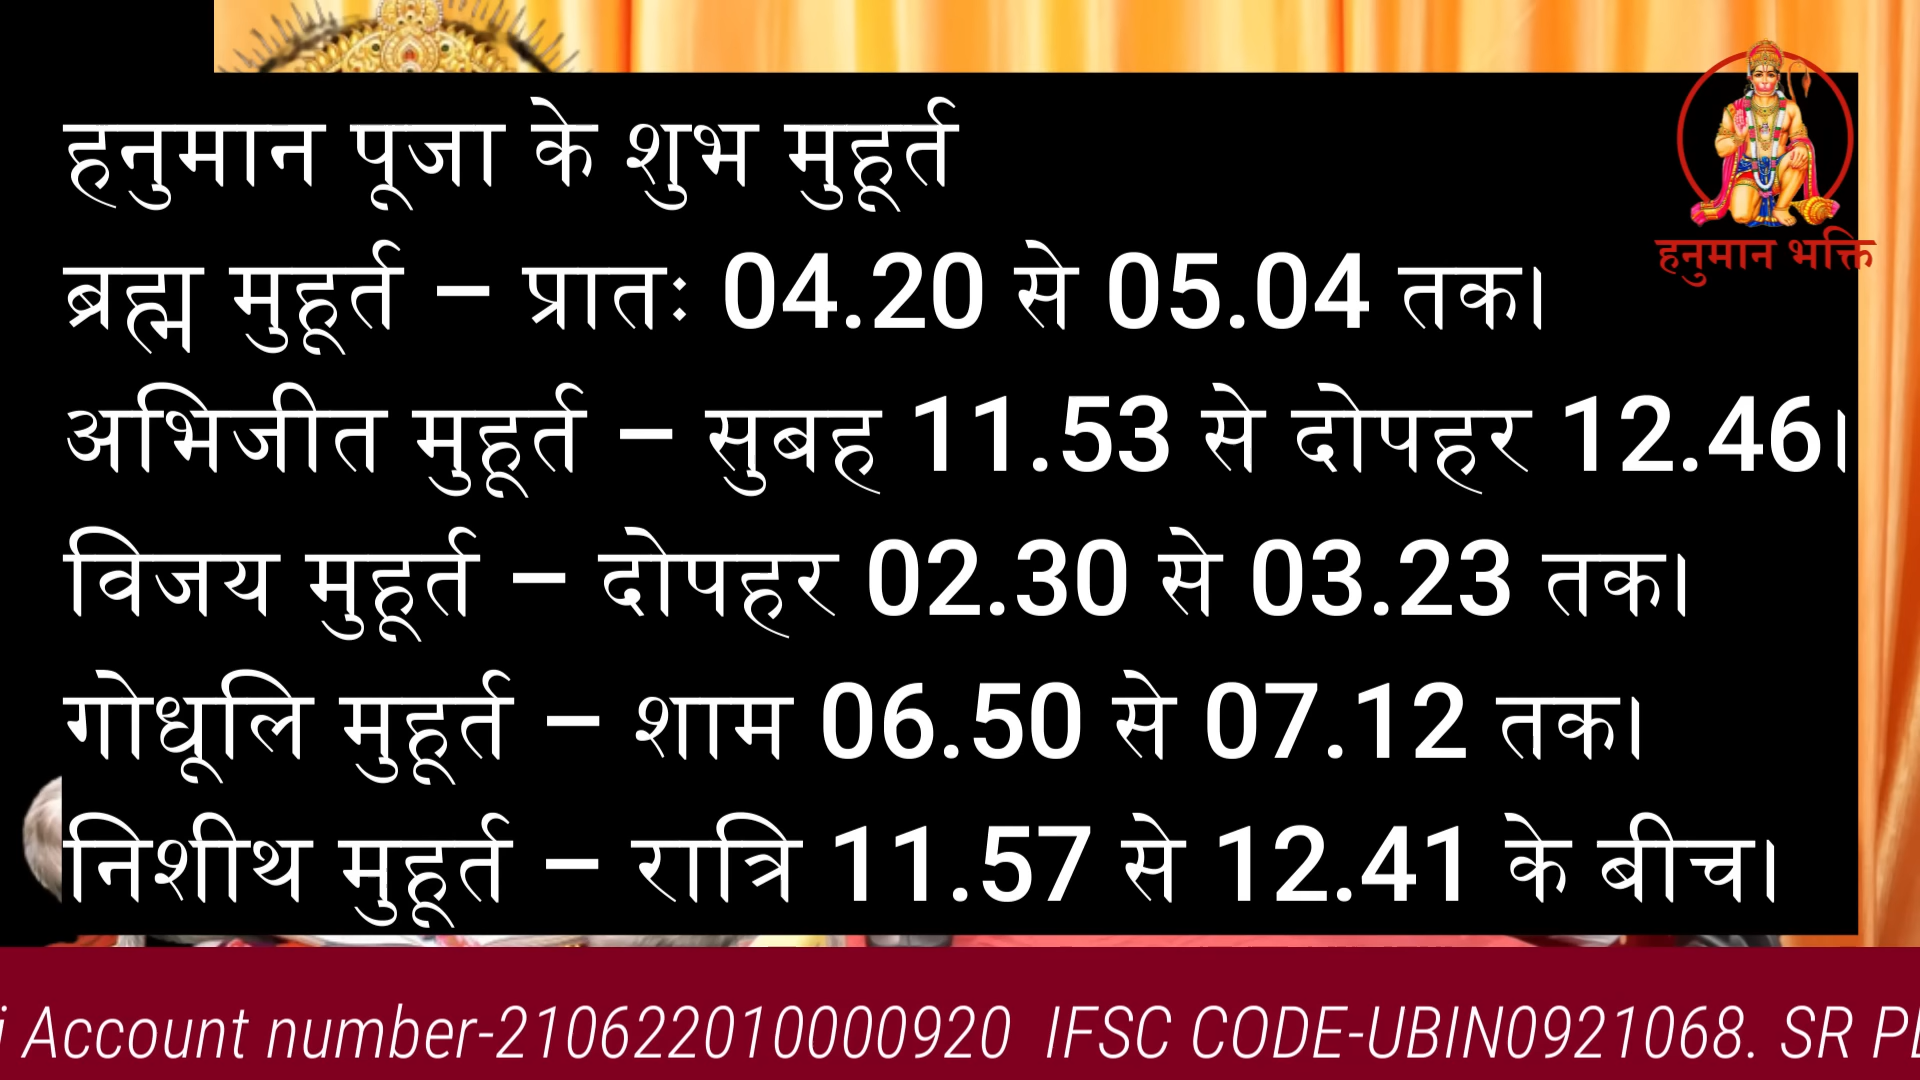 हनुमान पूजा के शुभ मुहूर्त
हनुमान भक्ति
ब्रह्म मुहूर्त – प्रातः 04.20 से 05.04 तक।
अभिजीत मुहूर्त – सुबह 11.53 से दोपहर 12.46।
विजय मुहूर्त – दोपहर 02.30 से 03.23 तक।
गोधूलि मुहूर्त – शाम 06.50 से 07.12 तक।
निशीथ मुहूर्त – रात्रि 11.57 से 12.41 के बीच।
Account number-210622010000920 IFSC CODE-UBIN0921068. SR